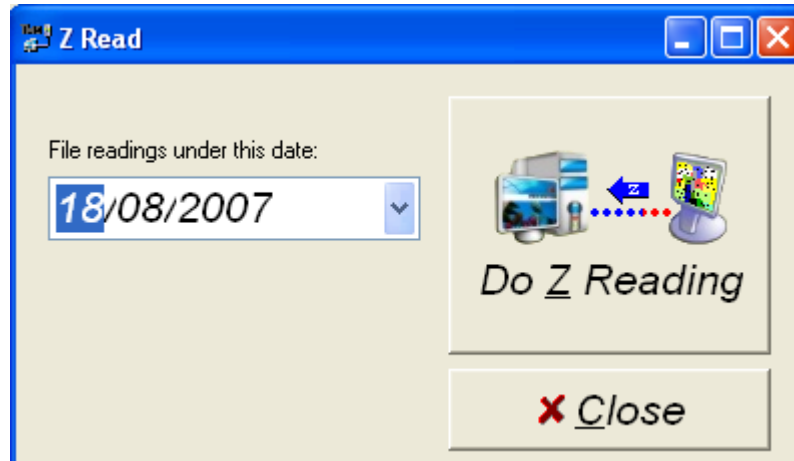 Z Read
File readings under this date:
18/08/2007
Z
Do Z Reading
Close